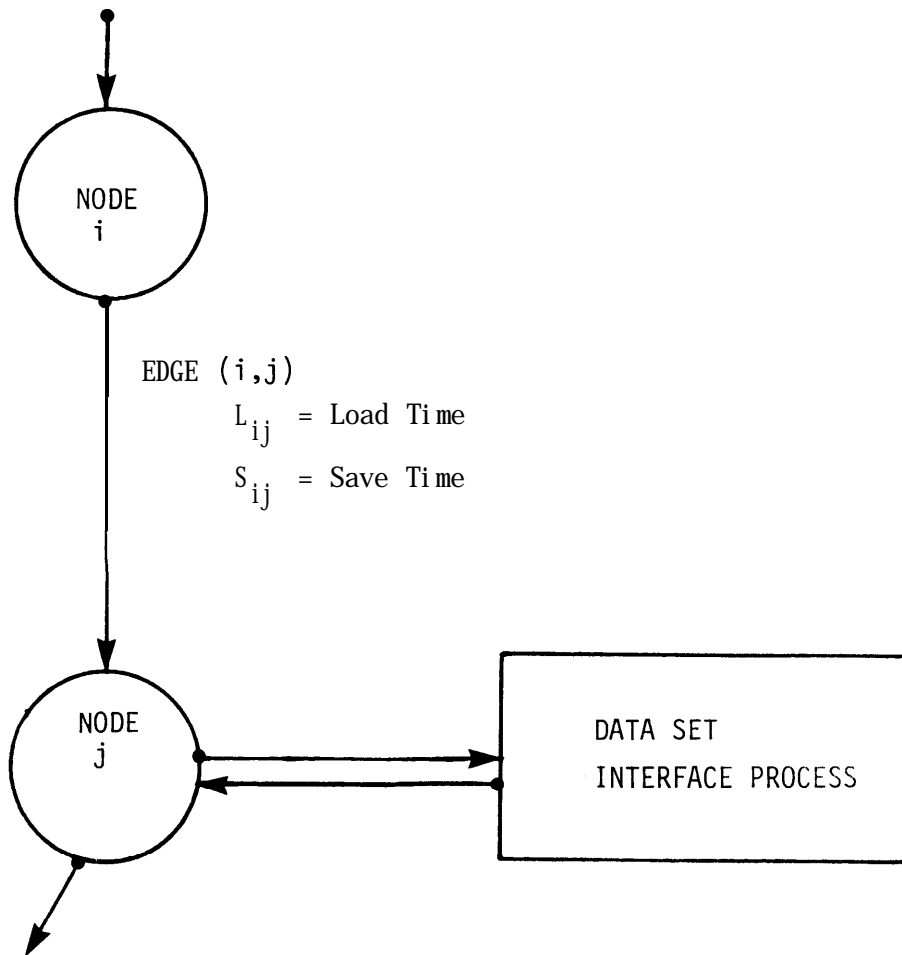 NODE
i
EDGE (i,j)
L_ij = Load Time
S_ij = Save Time
NODE
j
DATA SET
INTERFACE PROCESS